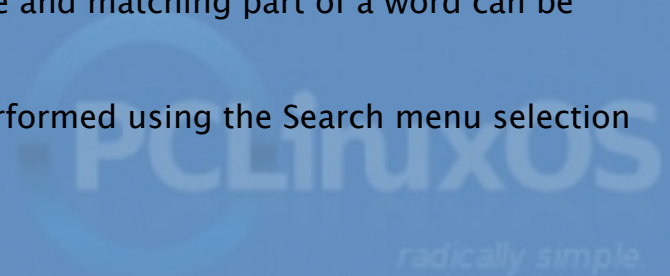 e and matching part of a word can be
rformed using the Search menu selection
PCLinuxOS
radically simple.